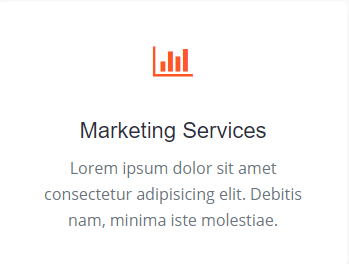 Marketing Services
Lorem ipsum dolor sit amet
consectetur adipisicing elit. Debitis
nam, minima iste molestiae.